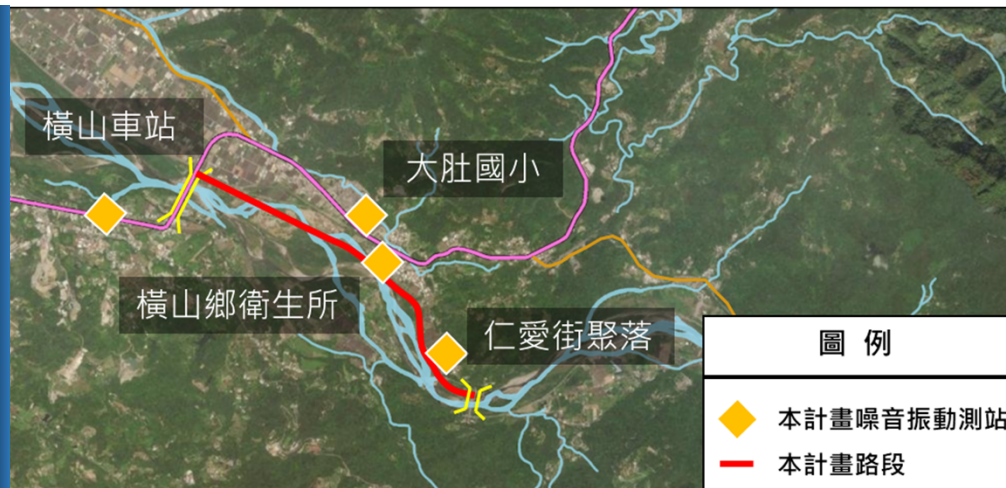 橫山車站
大肚國小
橫山鄉衛生所
仁愛街聚落
圖 例
本計畫噪音振動測站
本計畫路段